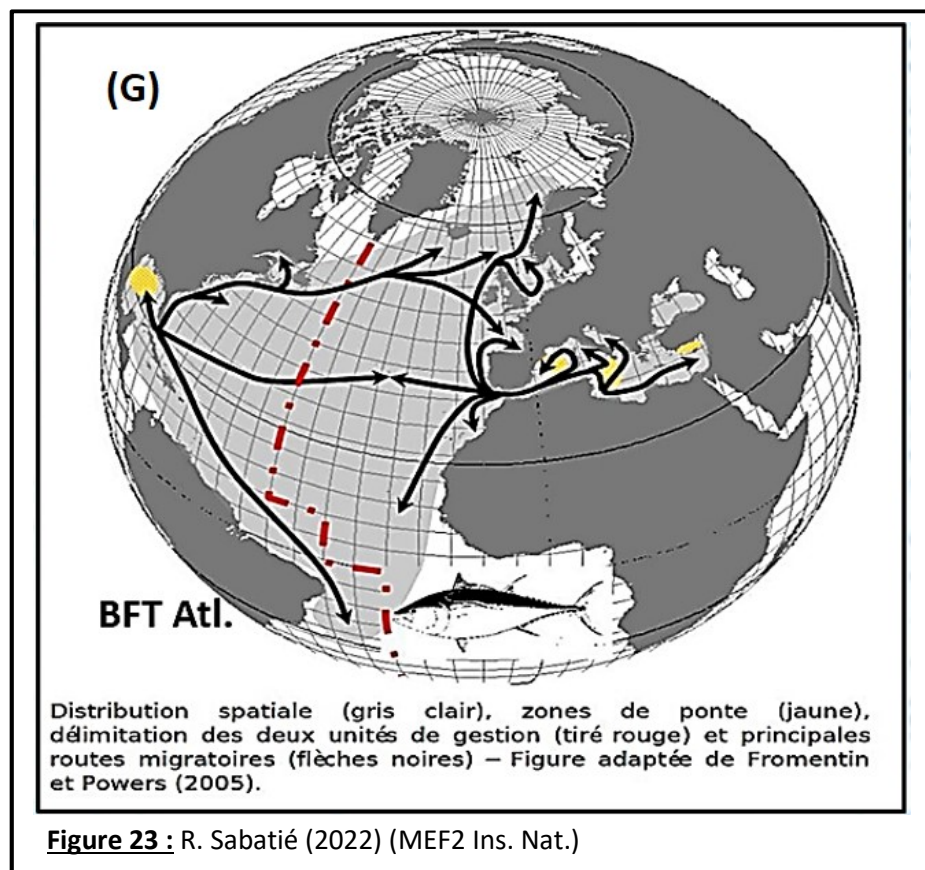 (G)
BFT Atl.
Distribution spatiale (gris clair), zones de ponte (jaune),
délimitation des deux unités de gestion (tiré rouge) et principales
routes migratoires (flèches noires) – Figure adaptée de Fromentin
et Powers (2005).
Figure 23 : R. Sabatié (2022) (MEF2 Ins. Nat.)